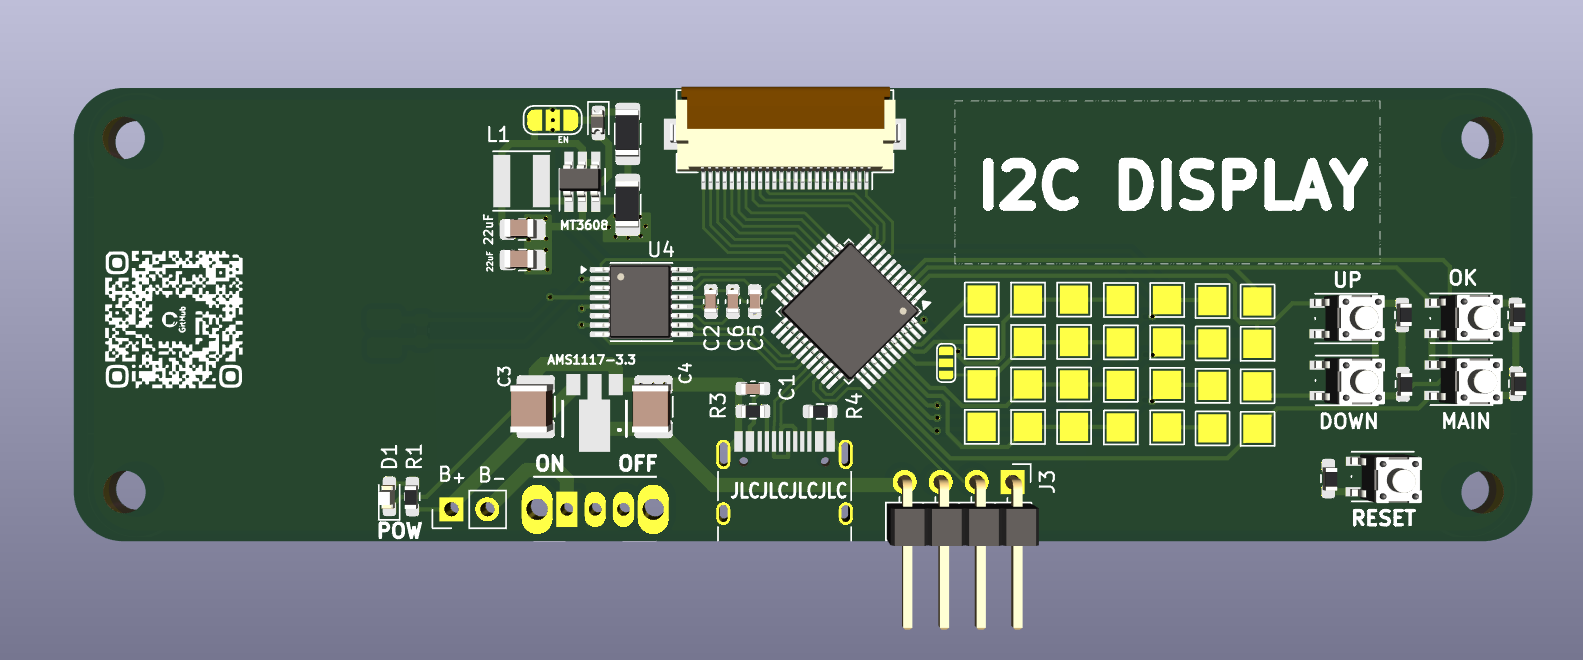 L1
EN
I2C DISPLAY
22uF
MT3608
22uF
U4
GitHub
UP
OK
C2
C6
C5
AMS1117-3.3
C3
C4
C1
R3
R4
DOWN
MAIN
D1
R1
B+
B-
ON
OFF
JLCJLCJLCJLC
J3
POW
RESET